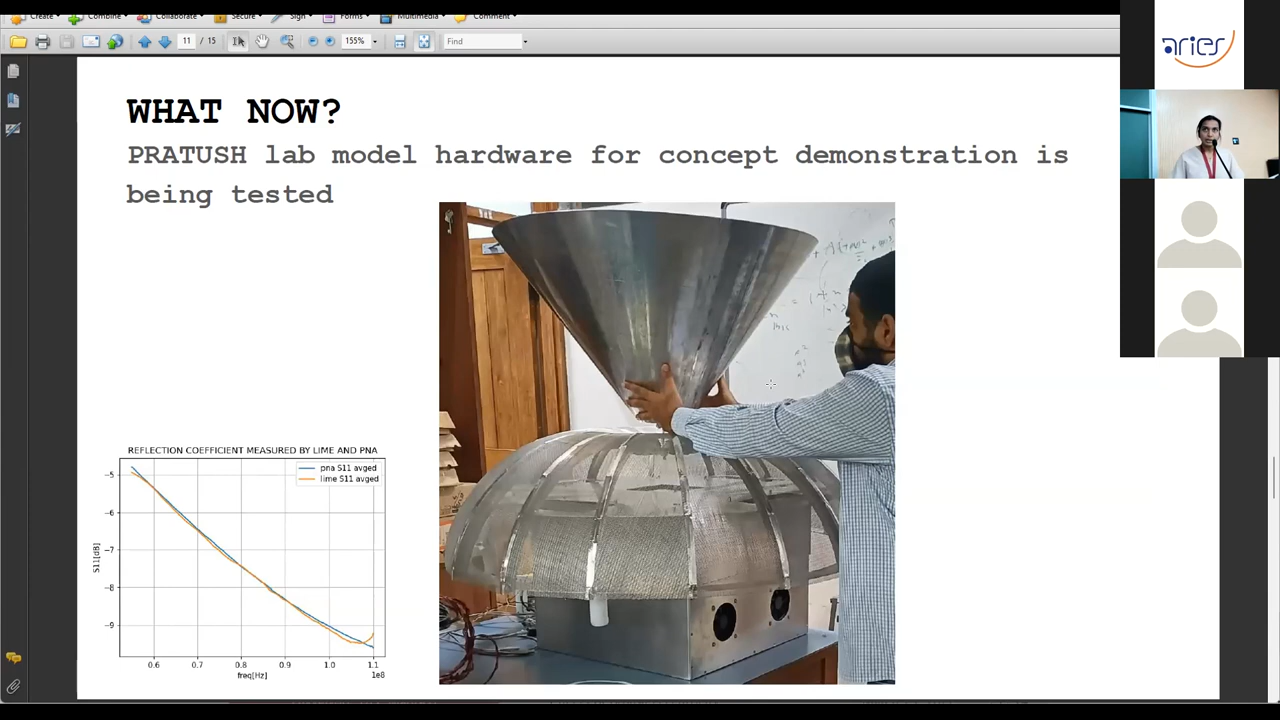 Create
Combine
Collaborate
Secure
Sign
Forms
Multimedia
Comment
11 / 15
155%
Find
aries
WHAT NOW?
PRATUSH lab model hardware for concept demonstration is
being tested
REFLECTION COEFFICIENT MEASURED BY LIME AND PNA
pna S11 avged
lime S11 avged
S11[dB]
-5
-6
-7
-8
-9
0.6 0.7 0.8 0.9 1.0 1.1
1e8
freq[Hz]